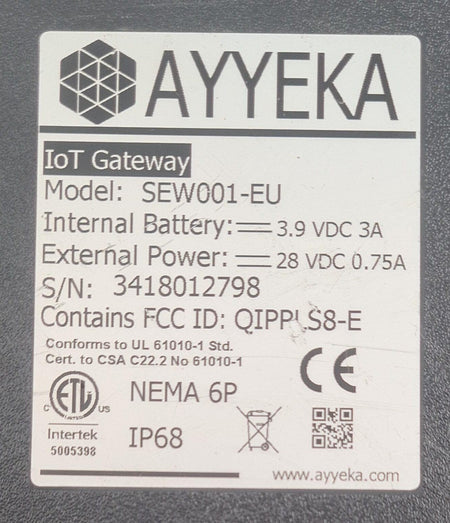 AYYEKA
IoT Gateway
Model: SEW001-EU
Internal Battery: 3.9 VDC 3A
External Power: 28 VDC 0.75A
S/N: 3418012798
Contains FCC ID:
Conforms to UL 61010-1 Std.
Cert. to CSA C22.2 No 61010-1
CE
ETL
C US
NEMA 6P
Intertek
5005398
IP68
www.ayyeka.com